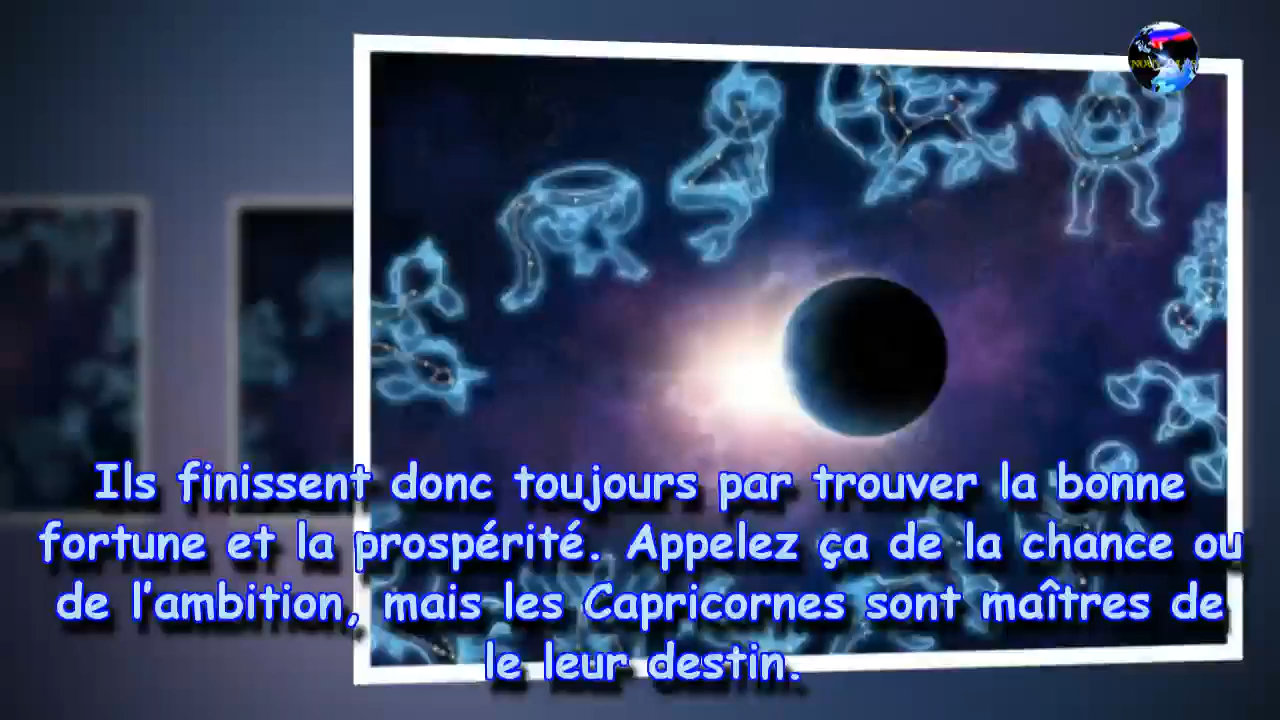 Ils finissent donc toujours par trouver la bonne
fortune et la prospérité. Appelez ça de la chance ou
de l'ambition, mais les Capricornes sont maîtres de
le leur destin.